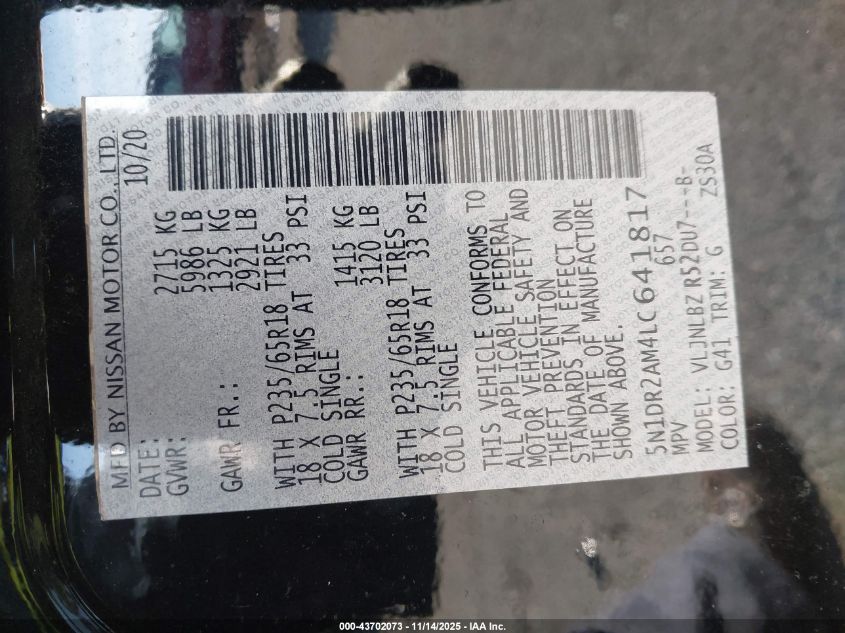 MFD BY NISSAN MOTOR CO., LTD.
DATE: 10/20
GVWR: 2715 KG
5986 LB
GAWR FR.: 1325 KG
2921 LB
WITH P235/65R18 TIRES
18 X 7.5 RIMS AT 33 PSI
COLD SINGLE
GAWR RR.: 1415 KG
3120 LB
WITH P235/65R18 TIRES
18 X 7.5 RIMS AT 33 PSI
COLD SINGLE
THIS VEHICLE CONFORMS TO
ALL APPLICABLE FEDERAL
MOTOR VEHICLE SAFETY AND
THEFT PREVENTION
STANDARDS IN EFFECT ON
THE DATE OF MANUFACTURE
SHOWN ABOVE.
5N1DR2AM4LC641817
MPV 657
MODEL: VLJNLBZ R52DU7---B-
COLOR: G41 TRIM: G ZS30A
000-43702073 - 11/14/2025 - IAA Inc.